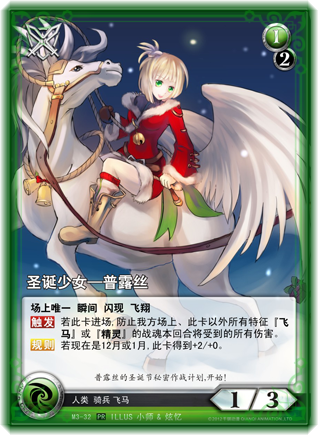 1
2
圣诞少女—普露丝
场上唯一 瞬间 闪现 飞翔
触发 若此卡进场,防止我方场上、此卡以外所有特征『飞
马』或『精灵』的战魂本回合将受到的所有伤害。
规则 若现在是12月或1月,此卡得到+2/+0。
普露丝的圣诞节秘密作战计划,开始!
人类 骑兵 飞马
1 / 3
M3-32 PR ILLUS 小师 & 炫忆